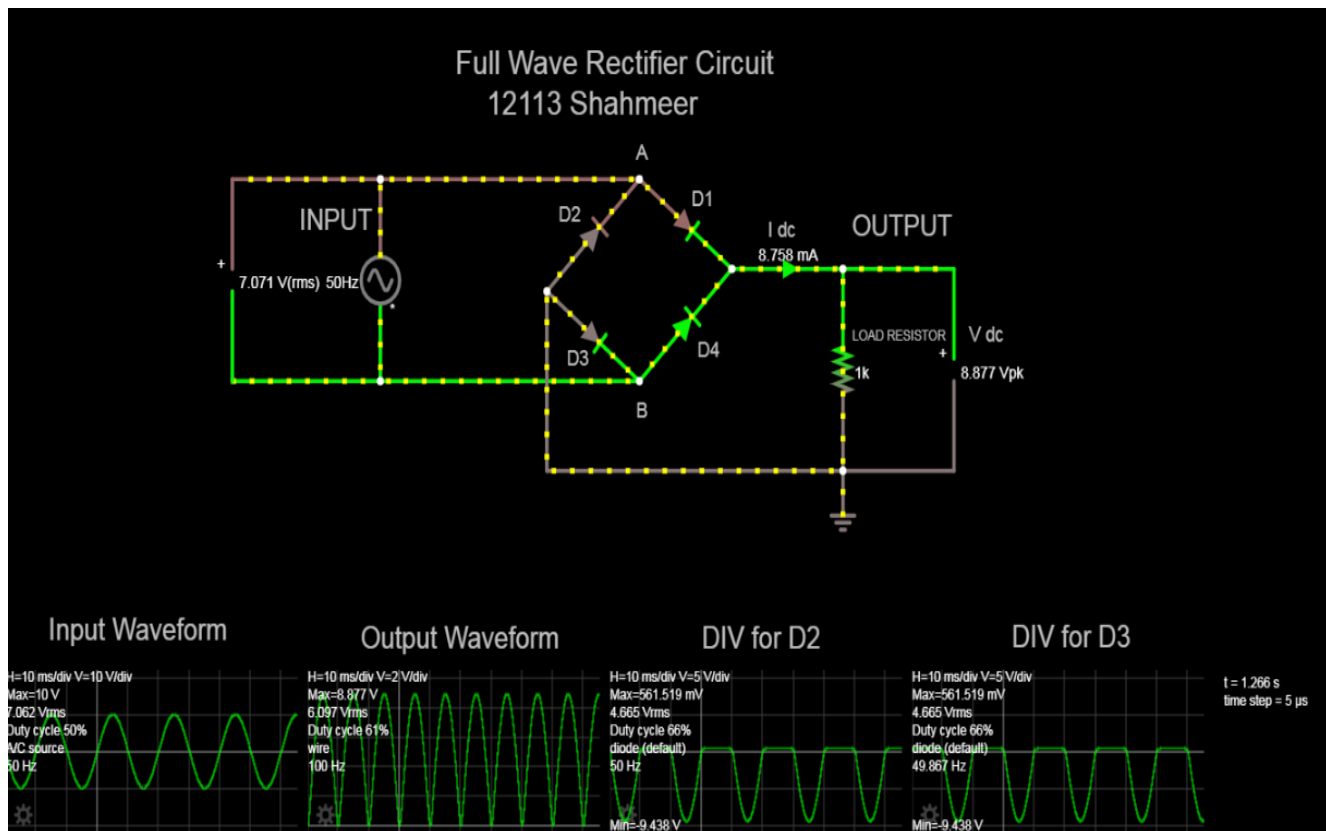 Full Wave Rectifier Circuit
12113 Shahmeer
A
D2
D1
INPUT
I dc
OUTPUT
8.758 mA
+
7.071 V(rms) 50Hz
*
D3
D4
LOAD RESISTOR
V dc
+
1k
8.877 Vpk
B
Input Waveform
H=10 ms/div V=10 V/div
Max=10 V
7.062 Vrms
Duty cycle 50%
A/C source
50 Hz
Output Waveform
H=10 ms/div V=2 V/div
Max=8.877 V
6.097 Vrms
Duty cycle 61%
wire
100 Hz
DIV for D2
H=10 ms/div V=5 V/div
Max=561.519 mV
4.665 Vrms
Duty cycle 66%
diode (default)
50 Hz
Min=-9.438 V
DIV for D3
H=10 ms/div V=5 V/div
Max=561.519 mV
4.665 Vrms
Duty cycle 66%
diode (default)
49.867 Hz
Min=-9.438 V
t = 1.266 s
time step = 5 µs